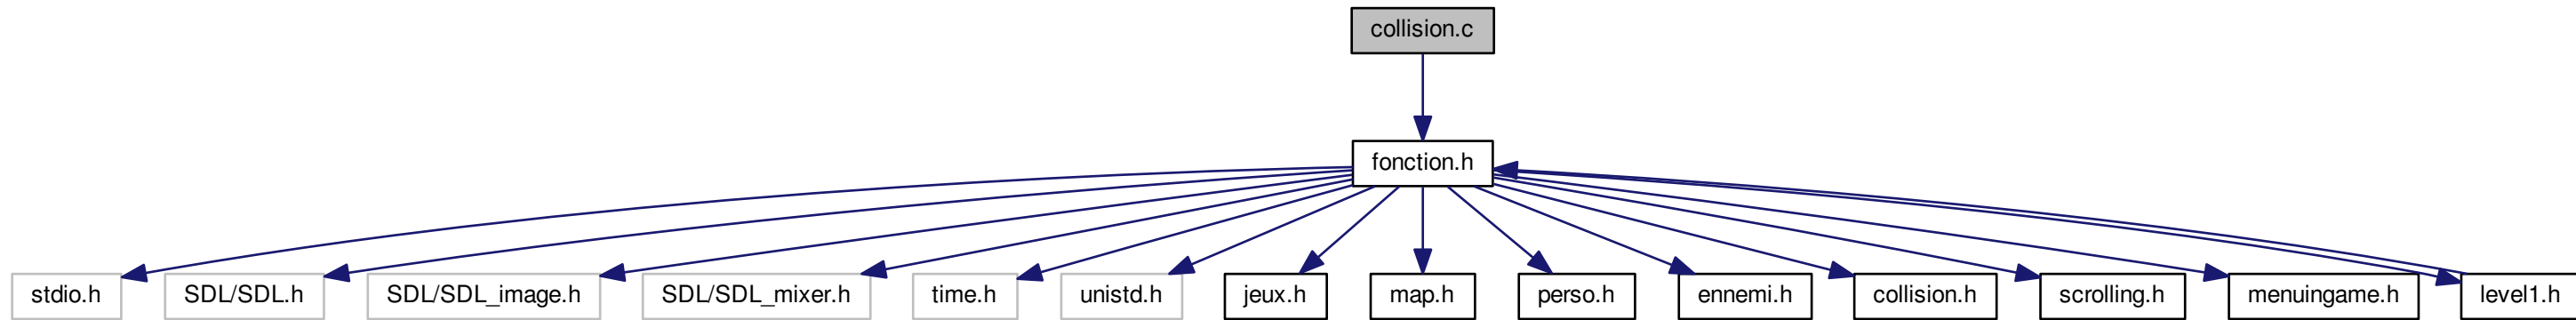 collision.c
fonction.h
stdio.h
SDL/SDL.h
SDL/SDL_image.h
SDL/SDL_mixer.h
time.h
unistd.h
jeux.h
map.h
perso.h
ennemi.h
collision.h
scrolling.h
menuingame.h
level1.h